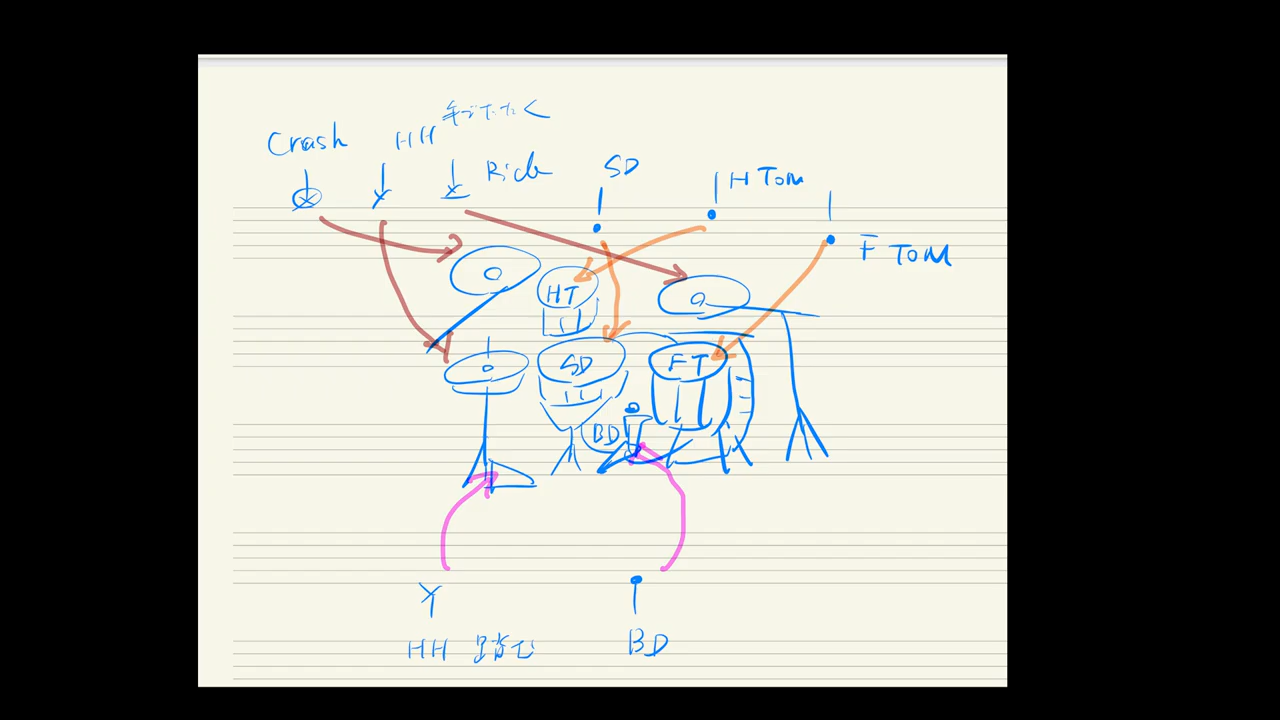 HH 手でたたく
Crash
Ride
SD
H Tom
F Tom
HT
SD
FT
BD
HH 踏む
BD